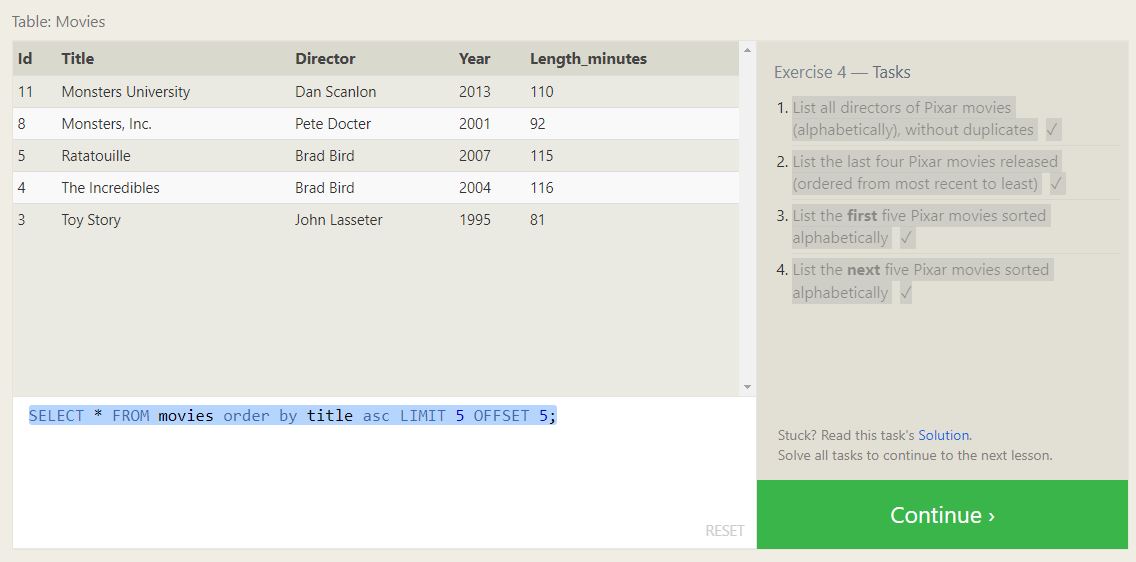 Table: Movies
Id Title Director Year Length_minutes
11 Monsters University Dan Scanlon 2013 110
8 Monsters, Inc. Pete Docter 2001 92
5 Ratatouille Brad Bird 2007 115
4 The Incredibles Brad Bird 2004 116
3 Toy Story John Lasseter 1995 81
SELECT * FROM movies order by title asc LIMIT 5 OFFSET 5;
RESET
Exercise 4 — Tasks
1. List all directors of Pixar movies
(alphabetically), without duplicates ✓
2. List the last four Pixar movies released
(ordered from most recent to least) ✓
3. List the first five Pixar movies sorted
alphabetically ✓
4. List the next five Pixar movies sorted
alphabetically ✓
Stuck? Read this task's Solution.
Solve all tasks to continue to the next lesson.
Continue ›